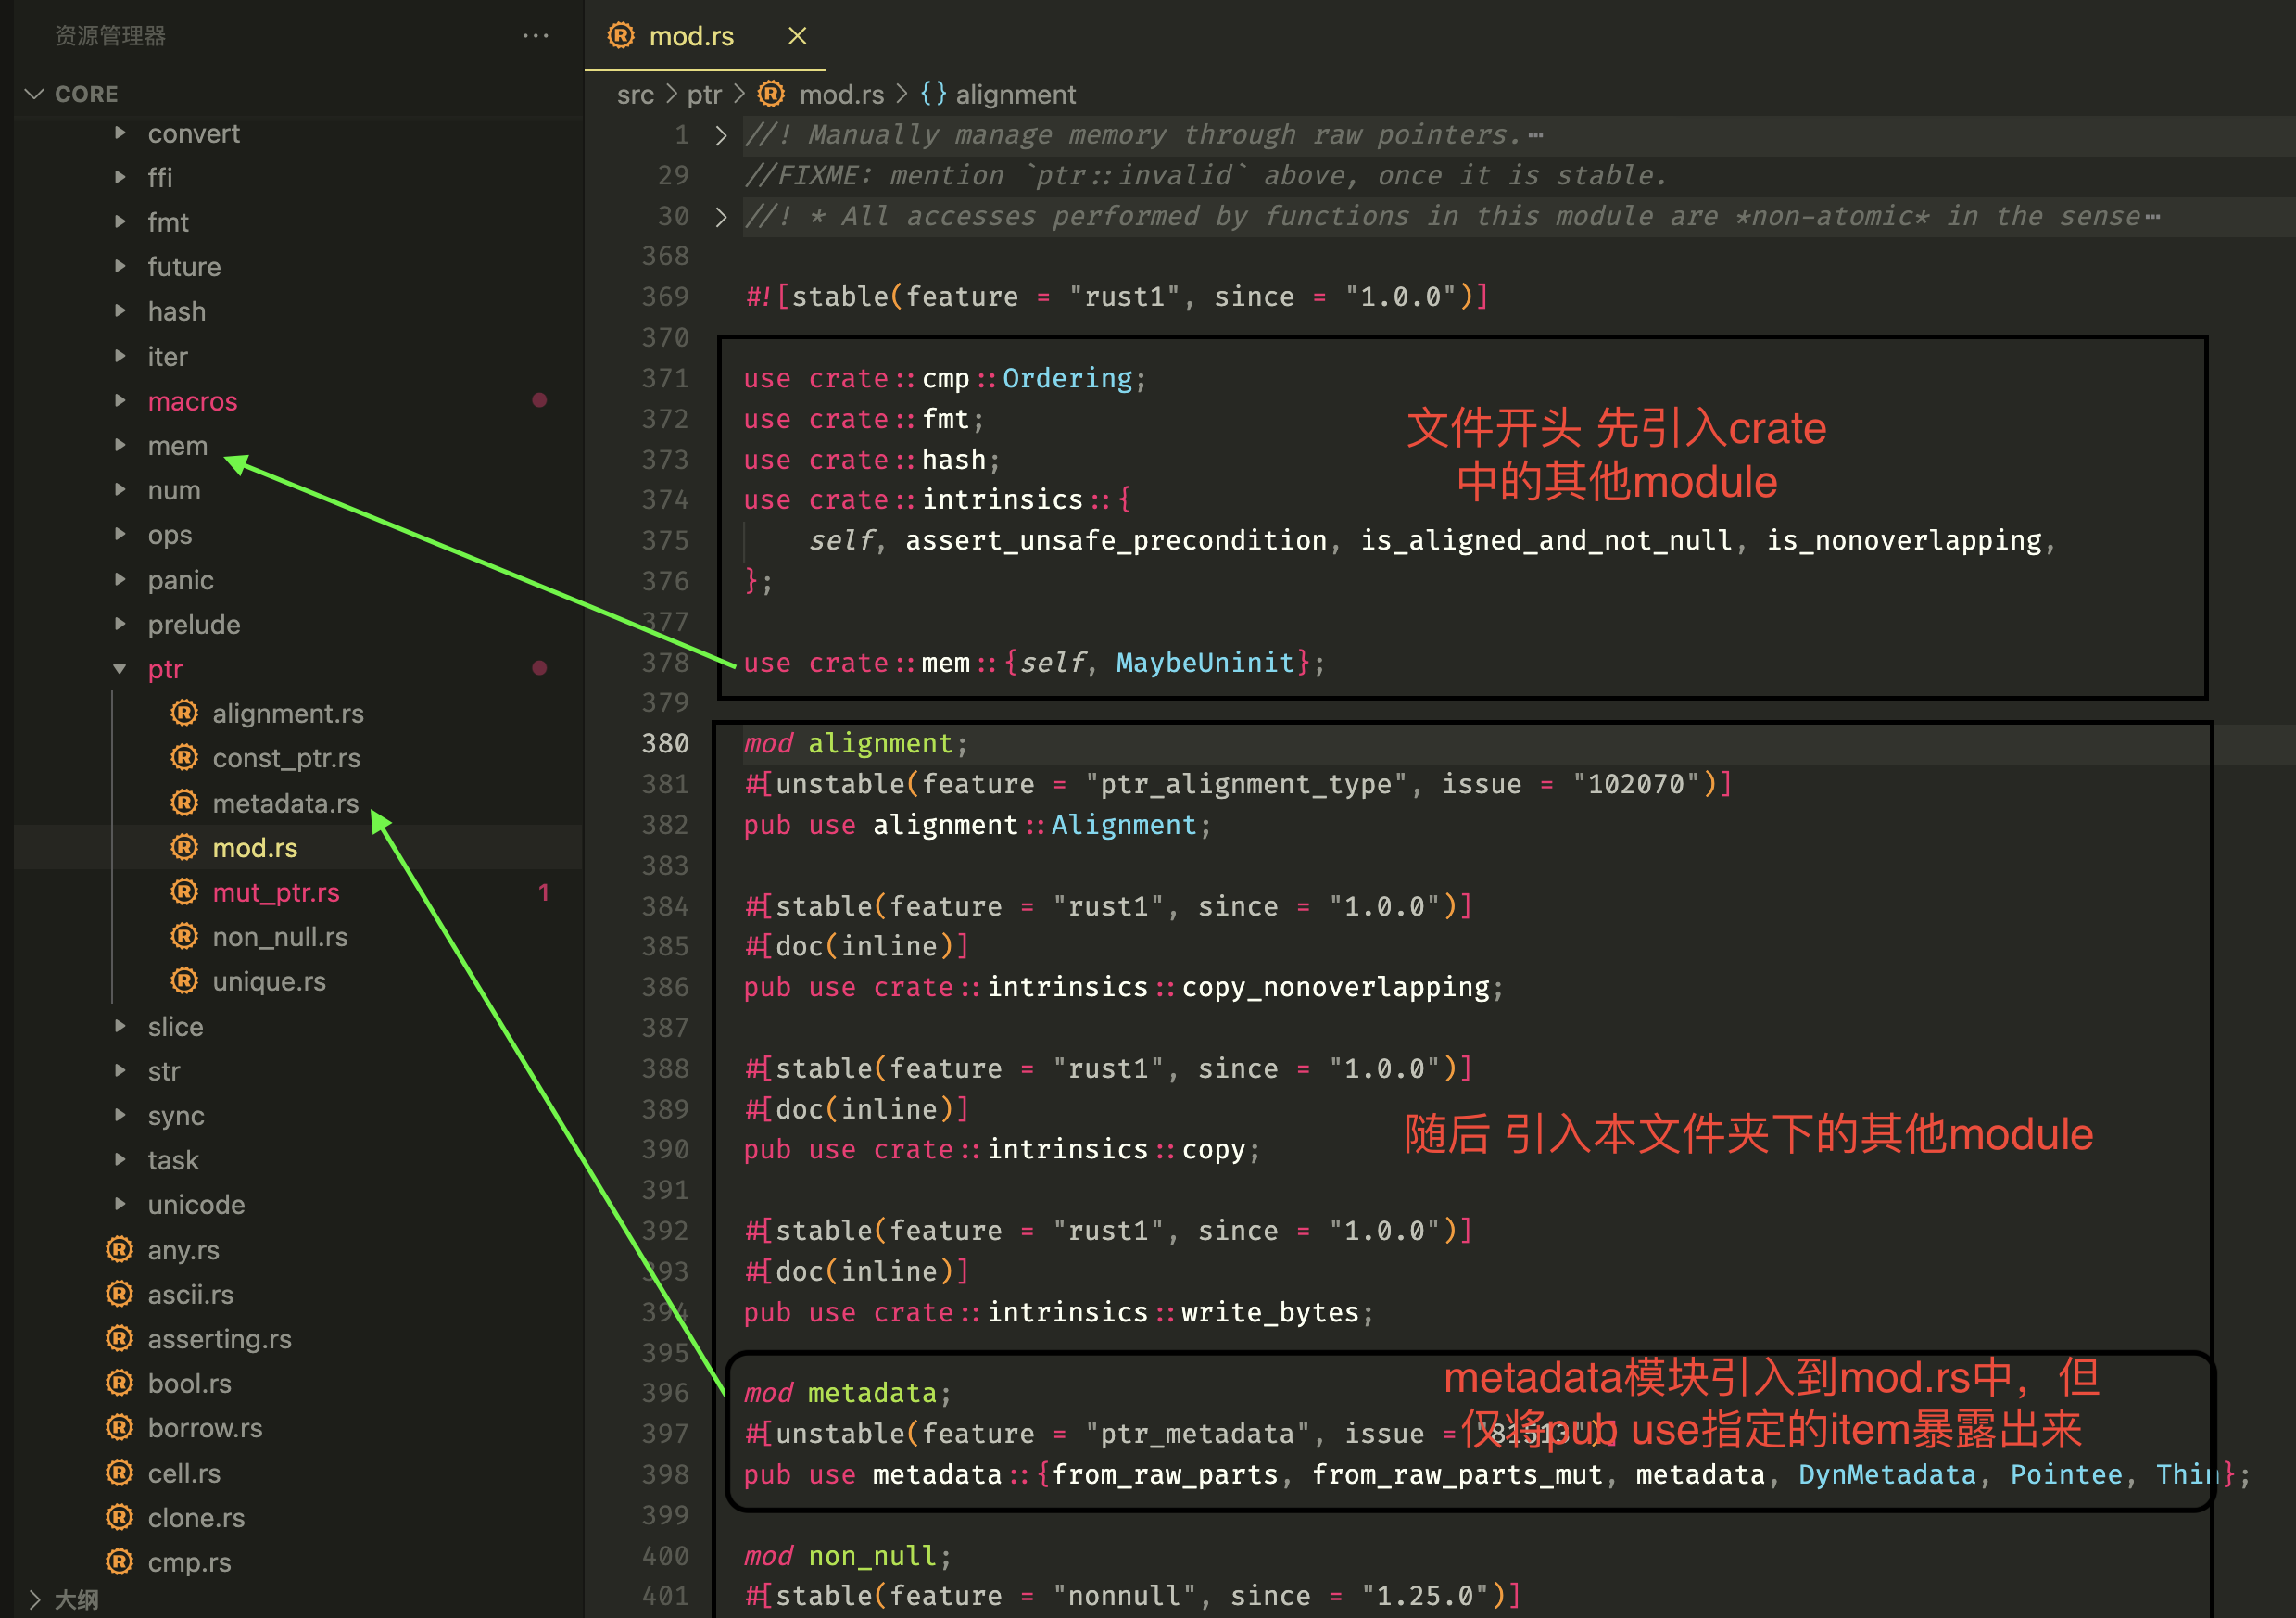 资源管理器
CORE
convert
ffi
fmt
future
hash
iter
macros
mem
num
ops
panic
prelude
ptr
alignment.rs
const_ptr.rs
metadata.rs
mod.rs
mut_ptr.rs 1
non_null.rs
unique.rs
slice
str
sync
task
unicode
any.rs
ascii.rs
asserting.rs
bool.rs
borrow.rs
cell.rs
clone.rs
cmp.rs
大纲
mod.rs
src > ptr > mod.rs > {} alignment
1 //! Manually manage memory through raw pointers.⋯
29 //FIXME: mention `ptr::invalid` above, once it is stable.
30 //! * All accesses performed by functions in this module are *non-atomic* in the sense⋯
368
369 #![stable(feature = "rust1", since = "1.0.0")]
370
371 use crate::cmp::Ordering;
372 use crate::fmt;
373 use crate::hash;
374 use crate::intrinsics::{
375 self, assert_unsafe_precondition, is_aligned_and_not_null, is_nonoverlapping,
376 };
377
378 use crate::mem::{self, MaybeUninit};
379
文件开头 先引入crate
中的其他module
380 mod alignment;
381 #[unstable(feature = "ptr_alignment_type", issue = "102070")]
382 pub use alignment::Alignment;
383
384 #[stable(feature = "rust1", since = "1.0.0")]
385 #[doc(inline)]
386 pub use crate::intrinsics::copy_nonoverlapping;
387
388 #[stable(feature = "rust1", since = "1.0.0")]
389 #[doc(inline)]
390 pub use crate::intrinsics::copy;
391
随后 引入本文件夹下的其他module
392 #[stable(feature = "rust1", since = "1.0.0")]
393 #[doc(inline)]
394 pub use crate::intrinsics::write_bytes;
395
396 mod metadata;
397 #[unstable(feature = "ptr_metadata", issue = "81513")]
398 pub use metadata::{from_raw_parts, from_raw_parts_mut, metadata, DynMetadata, Pointee, Thin};
metadata模块引入到mod.rs中，但
仅将pub use指定的item暴露出来
399
400 mod non_null;
401 #[stable(feature = "nonnull", since = "1.25.0")]